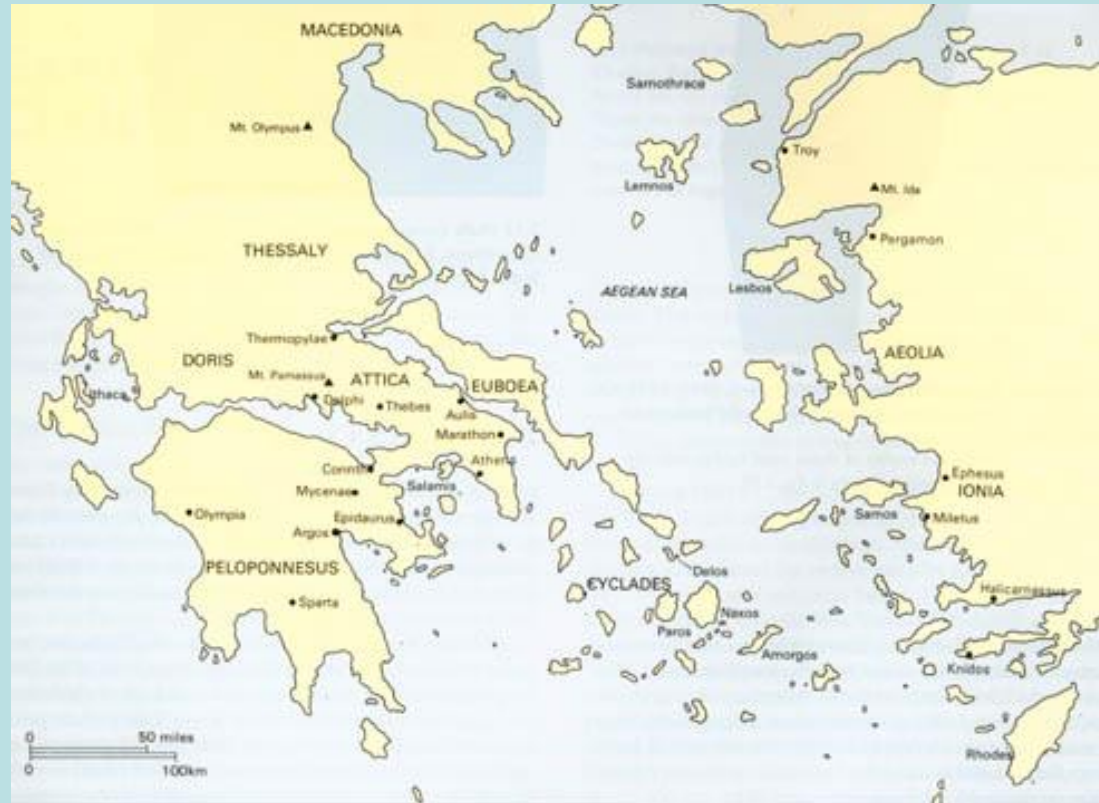 MACEDONIA
Samothrace
Mt. Olympus
Troy
Lemnos
Mt. Ida
Pergamon
THESSALY
AEGEAN SEA
Lesbos
Thermopylae
AEOLIA
DORIS
Mt. Parnassus
ATTICA
EUBOEA
Ithaca
Delphi
Thebes
Aulis
Marathon
Corinth
Athens
Ephesus
Mycenae
Salamis
IONIA
Olympia
Epidaurus
Samos
Miletus
Argos
PELOPONNESUS
Delos
CYCLADES
Halicarnassus
Sparta
Naxos
Paros
Amorgos
Knidos
0 50 miles
Rhodes
0 100km